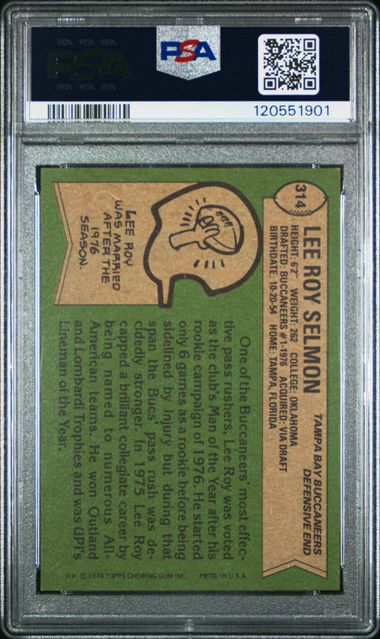 PSA
PSA
120551901
314
LEE ROY SELMON
TAMPA BAY BUCCANEERS
DEFENSIVE END
HEIGHT: 6'2" WEIGHT: 262 COLLEGE: OKLAHOMA
DRAFTED: BUCCANEERS #1-1976 ACQUIRED: VIA DRAFT
BIRTHDATE: 10-20-54 HOME: TAMPA, FLORIDA
LEE ROY
WAS MARRIED
AFTER THE
1976
SEASON.
One of the Buccaneers' most effec-
tive pass rushers, Lee Roy was voted
as the club's Man of the Year after his
rookie campaign of 1976. He started
only 6 games as a rookie before being
sidelined by injury but during that
span the Bucs' pass rush was de-
cidedly stronger. In 1975 Lee Roy
capped a brilliant collegiate career by
being named to numerous All-
American teams. He won Outland
and Lombardi Trophies and was UPI's
Lineman of the Year.
© 1978 TOPPS CHEWING GUM INC. PRTD. IN U.S.A.